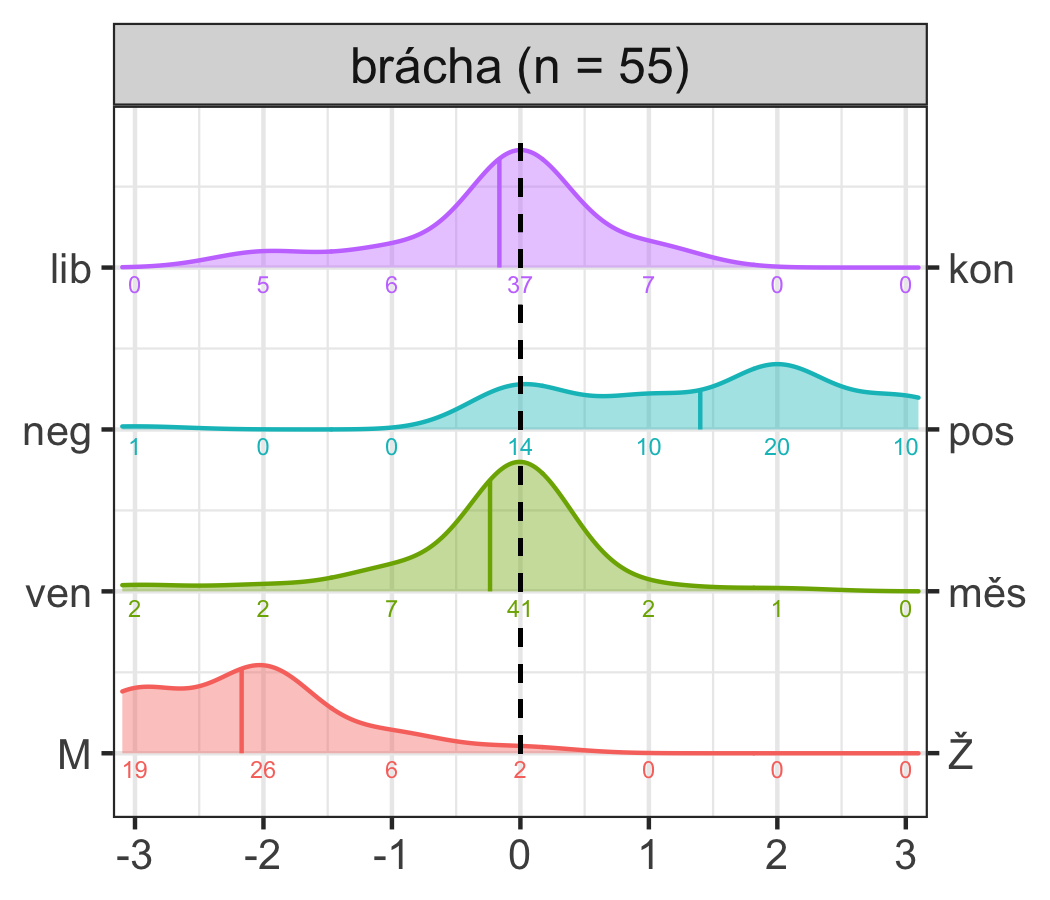 brácha (n = 55)
lib kon
0 5 6 37 7 0 0
neg pos
1 0 0 14 10 20 10
ven měs
2 2 7 41 2 1 0
M Ž
19 26 6 2 0 0 0
-3 -2 -1 0 1 2 3